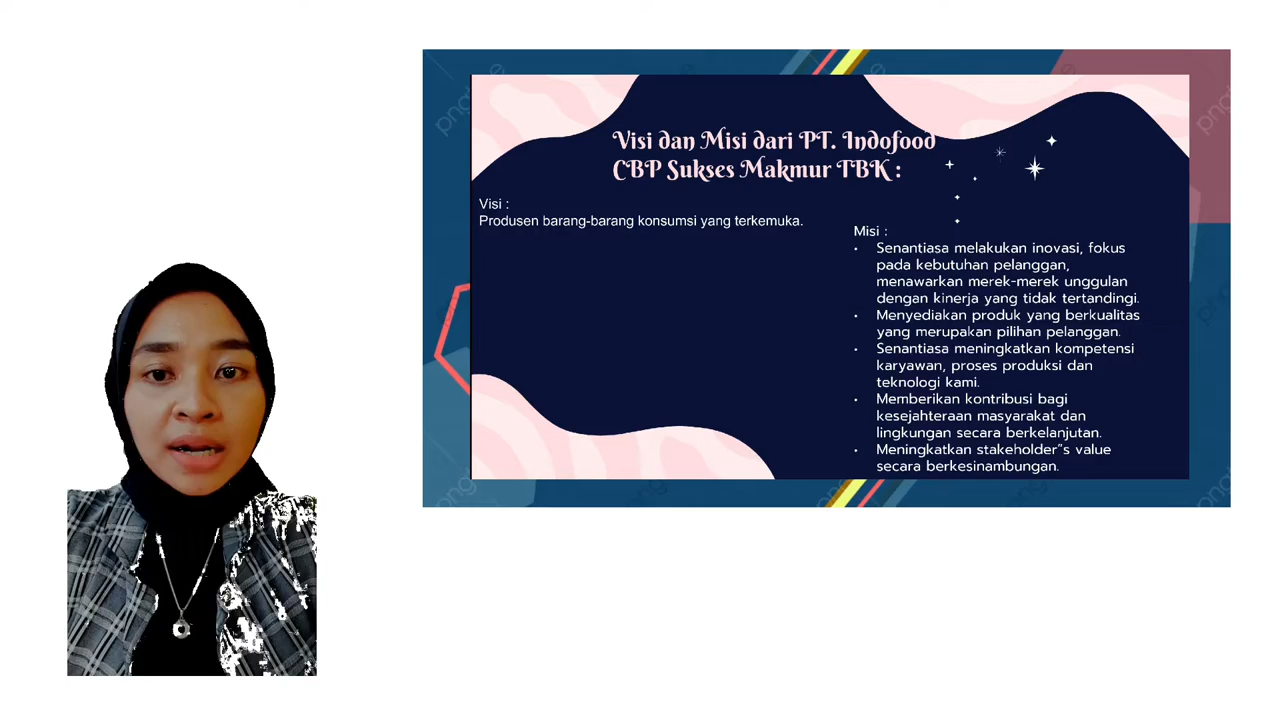 Visi dan Misi dari PT. Indofood
CBP Sukses Makmur TBK :
Visi :
Produsen barang-barang konsumsi yang terkemuka.
Misi :
• Senantiasa melakukan inovasi, fokus
pada kebutuhan pelanggan,
menawarkan merek-merek unggulan
dengan kinerja yang tidak tertandingi.
• Menyediakan produk yang berkualitas
yang merupakan pilihan pelanggan.
• Senantiasa meningkatkan kompetensi
karyawan, proses produksi dan
teknologi kami.
• Memberikan kontribusi bagi
kesejahteraan masyarakat dan
lingkungan secara berkelanjutan.
• Meningkatkan stakeholder”s value
secara berkesinambungan.